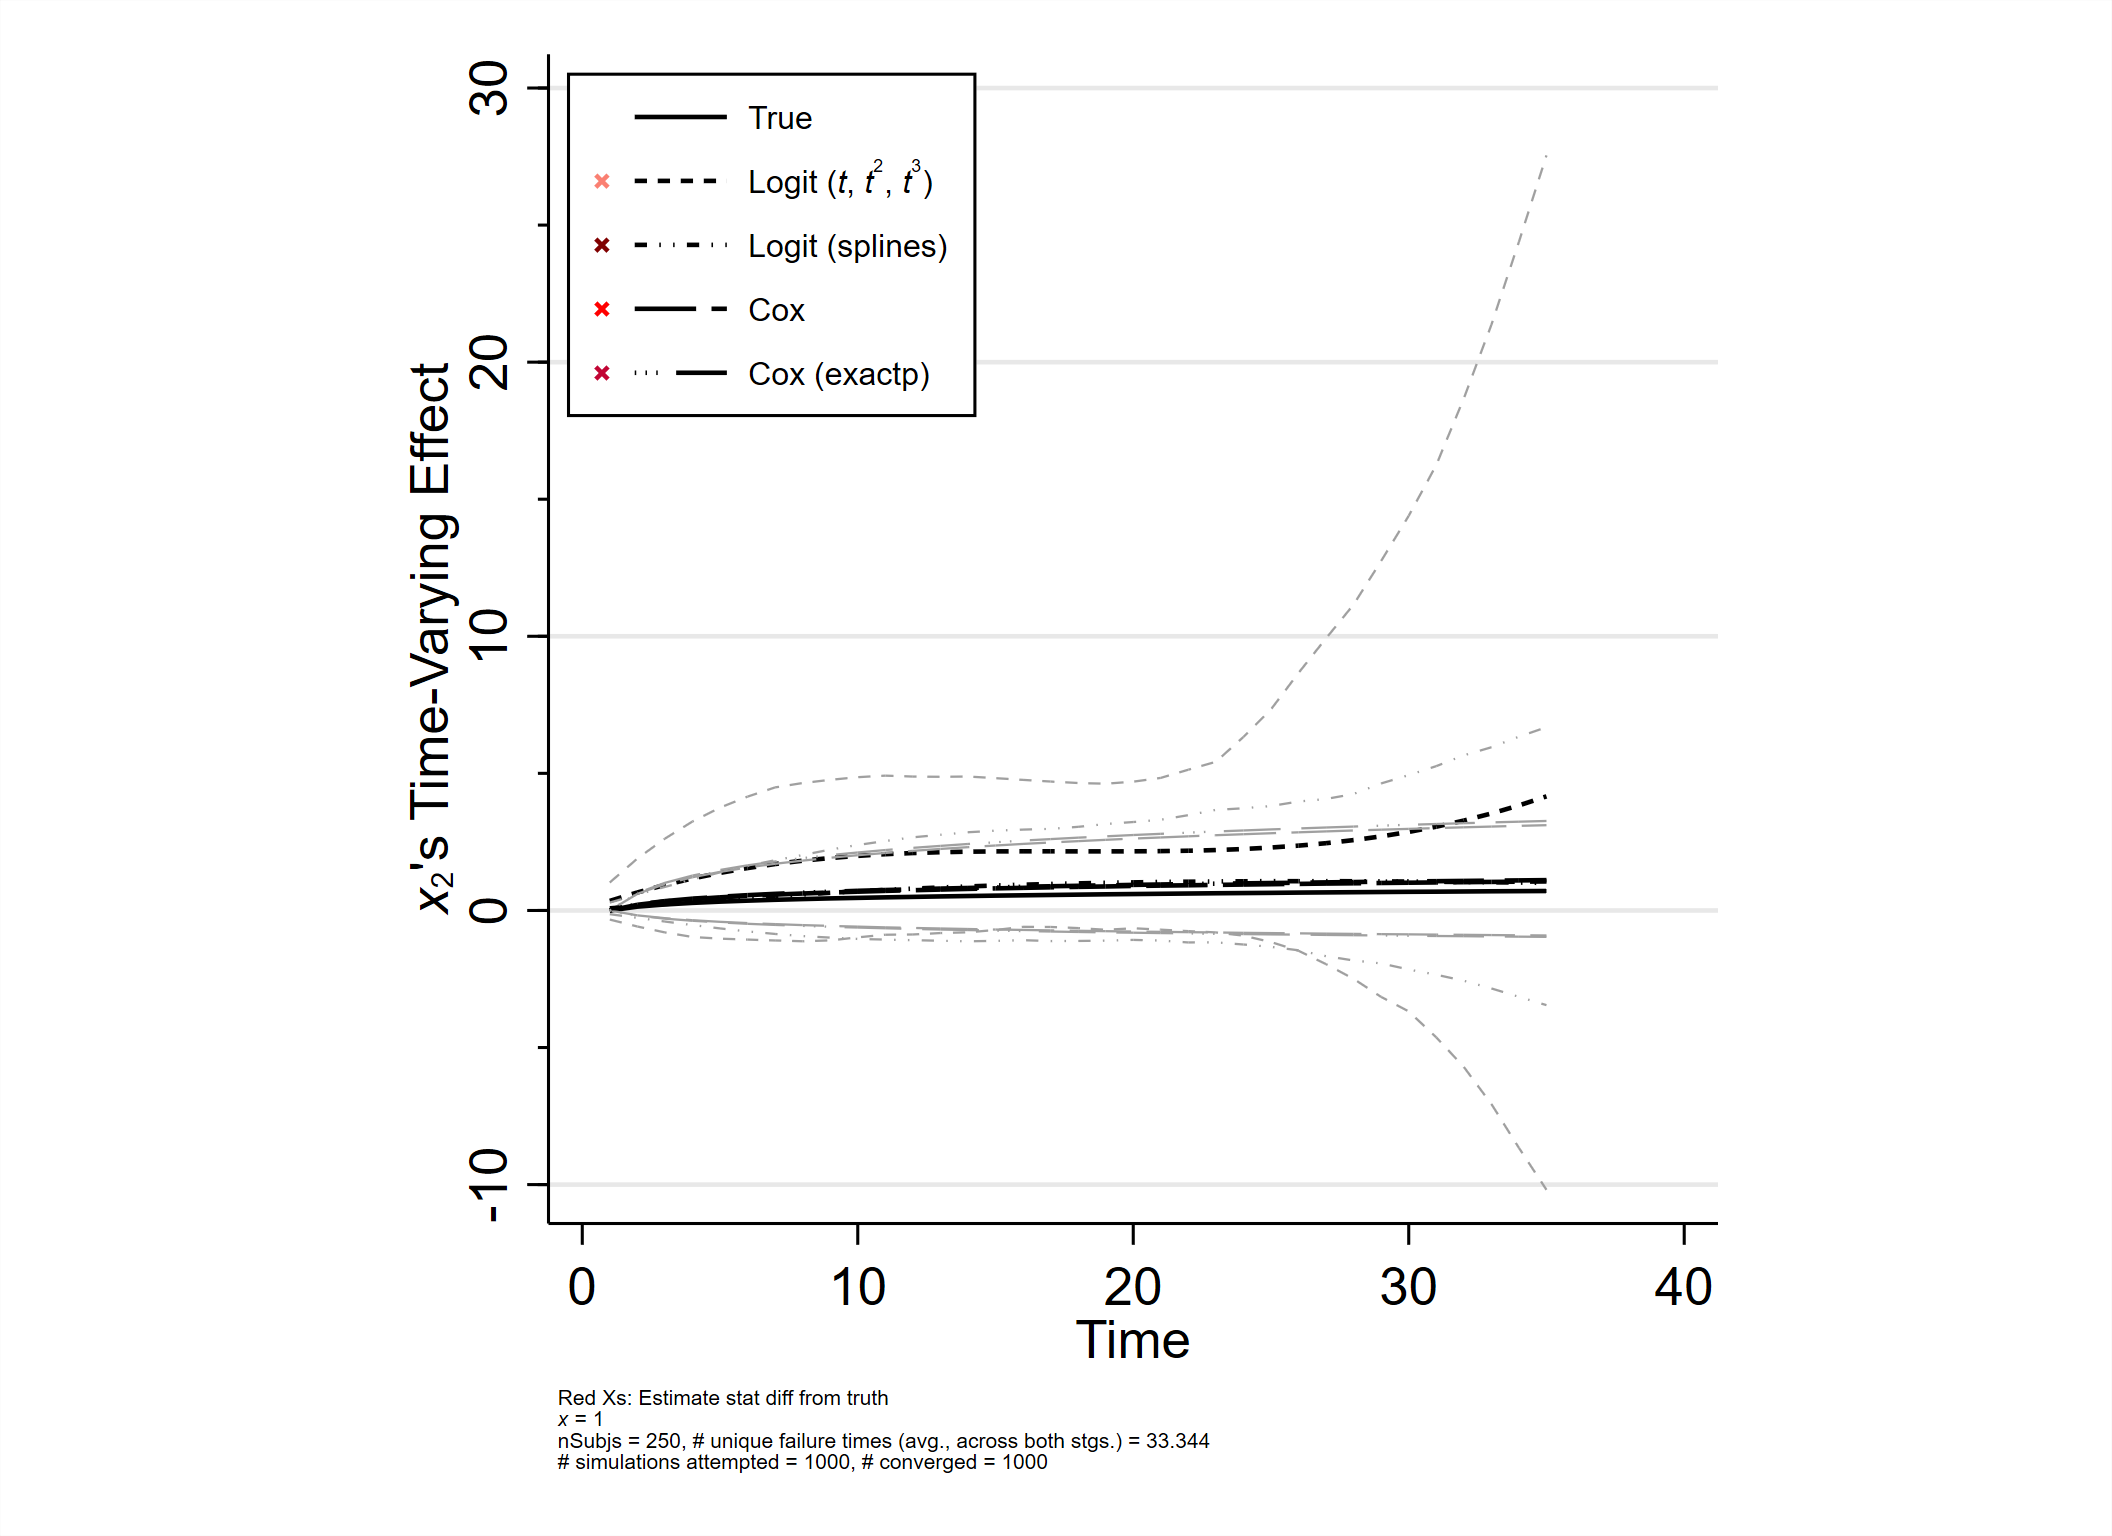 30
20
10
0
-10
x₂'s Time-Varying Effect
True
Logit (t, t², t³)
Logit (splines)
Cox
Cox (exactp)
0 10 20 30 40
Time
Red Xs: Estimate stat diff from truth
x = 1
nSubjs = 250, # unique failure times (avg., across both stgs.) = 33.344
# simulations attempted = 1000, # converged = 1000